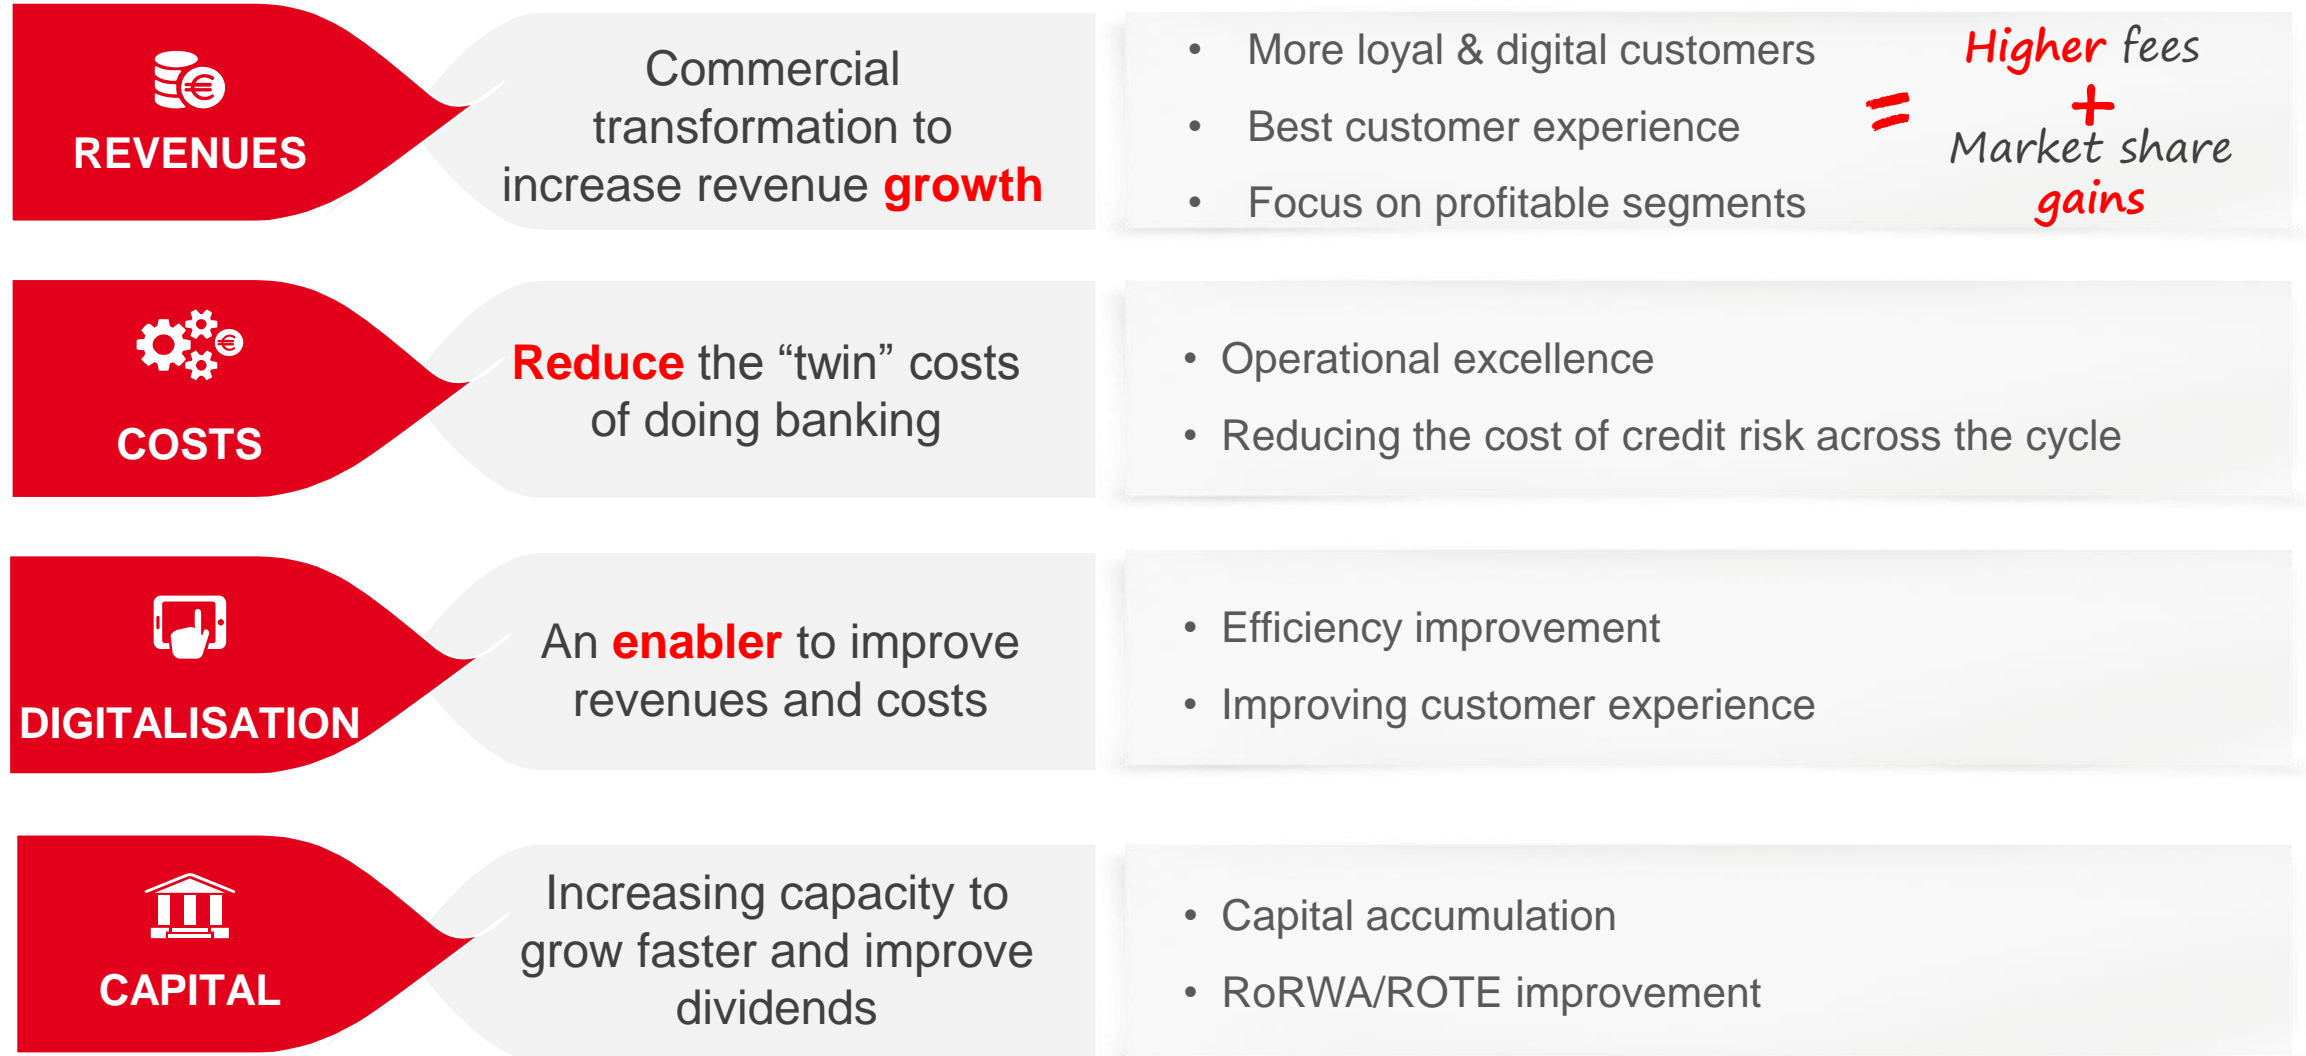 REVENUES
Commercial
transformation to
increase revenue growth
• More loyal & digital customers
• Best customer experience
• Focus on profitable segments
=
Higher fees
+
Market share
gains
COSTS
Reduce the “twin” costs
of doing banking
• Operational excellence
• Reducing the cost of credit risk across the cycle
DIGITALISATION
An enabler to improve
revenues and costs
• Efficiency improvement
• Improving customer experience
CAPITAL
Increasing capacity to
grow faster and improve
dividends
• Capital accumulation
• RoRWA/ROTE improvement